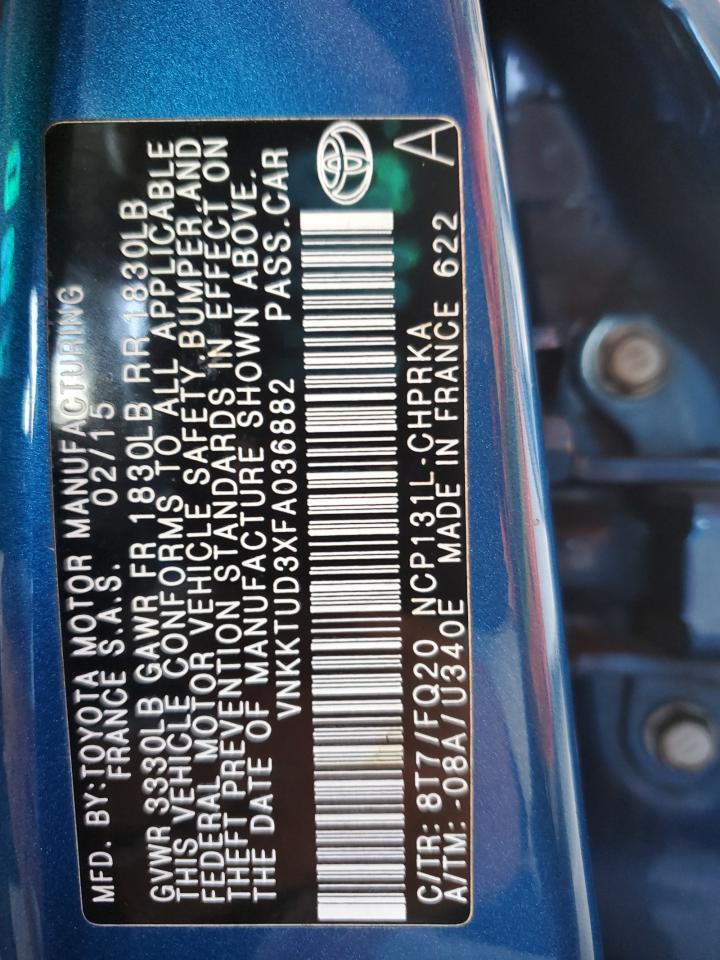 MFD. BY:TOYOTA MOTOR MANUFACTURING
FRANCE S.A.S. 02/15
GVWR 3330LB GAWR FR 1830LB RR 1830LB
THIS VEHICLE CONFORMS TO ALL APPLICABLE
FEDERAL MOTOR VEHICLE SAFETY,BUMPER,AND
THEFT PREVENTION STANDARDS IN EFFECT ON
THE DATE OF MANUFACTURE SHOWN ABOVE.
VNKKTUD3XFA036882 PASS.CAR
C/TR: 8T7/FQ20 NCP131L-CHPRKA
A/TM: -08A/U340E MADE IN FRANCE 622
A